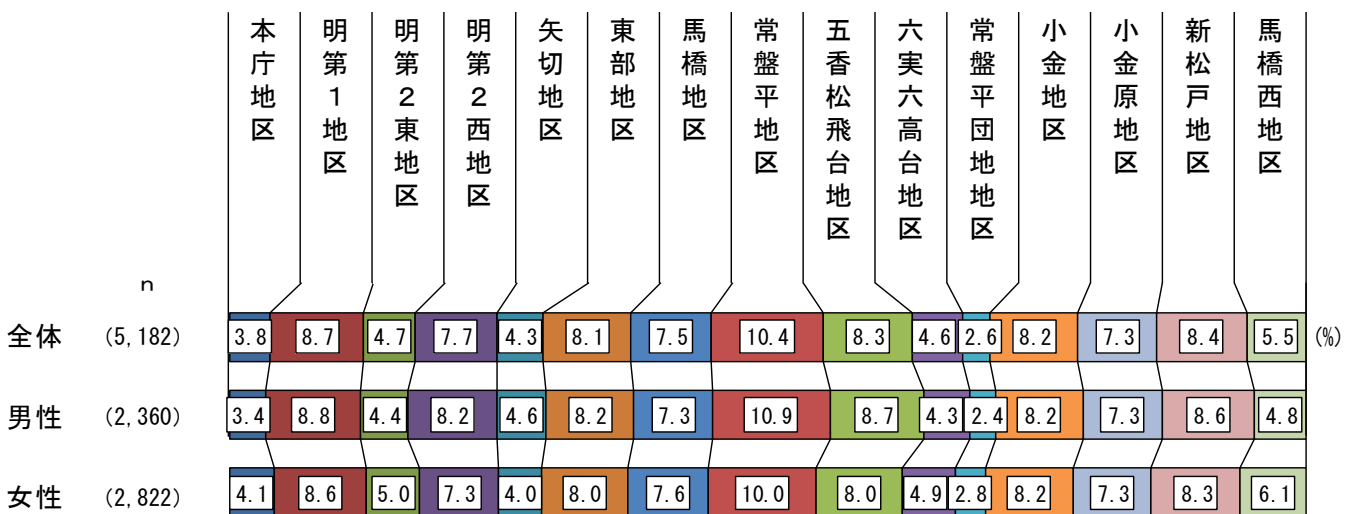 本庁地区
明第1地区
明第2東地区
明第2西地区
矢切地区
東部地区
馬橋地区
常盤平地区
五香松飛台地区
六実六高台地区
常盤平団地地区
小金地区
小金原地区
新松戸地区
馬橋西地区
n
全体 (5,182) 3.8 8.7 4.7 7.7 4.3 8.1 7.5 10.4 8.3 4.6 2.6 8.2 7.3 8.4 5.5 (%)
男性 (2,360) 3.4 8.8 4.4 8.2 4.6 8.2 7.3 10.9 8.7 4.3 2.4 8.2 7.3 8.6 4.8
女性 (2,822) 4.1 8.6 5.0 7.3 4.0 8.0 7.6 10.0 8.0 4.9 2.8 8.2 7.3 8.3 6.1